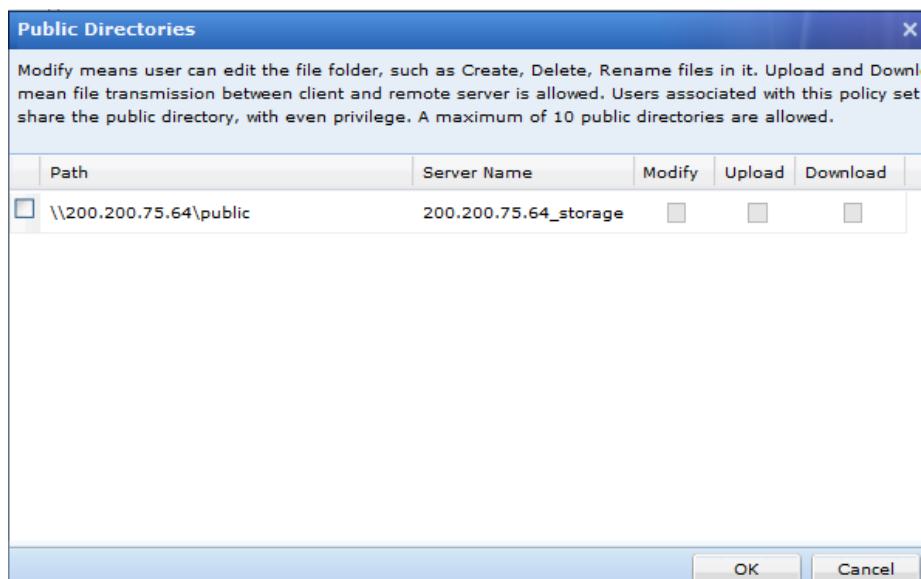 Public Directories
Modify means user can edit the file folder, such as Create, Delete, Rename files in it. Upload and Downl
mean file transmission between client and remote server is allowed. Users associated with this policy set
share the public directory, with even privilege. A maximum of 10 public directories are allowed.
Path Server Name Modify Upload Download
\\200.200.75.64\public 200.200.75.64_storage
OK Cancel